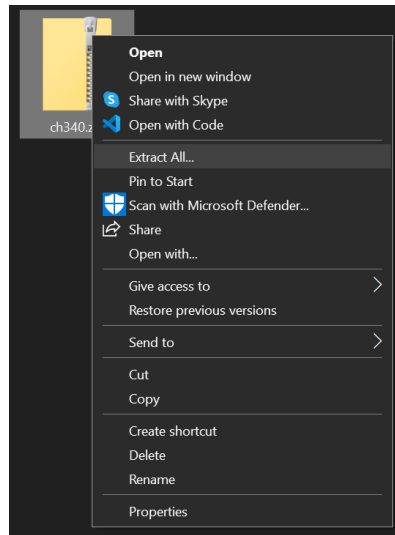 Open
Open in new window
Share with Skype
ch340.z
Open with Code
Extract All...
Pin to Start
Scan with Microsoft Defender...
Share
Open with...
Give access to
Restore previous versions
Send to
Cut
Copy
Create shortcut
Delete
Rename
Properties